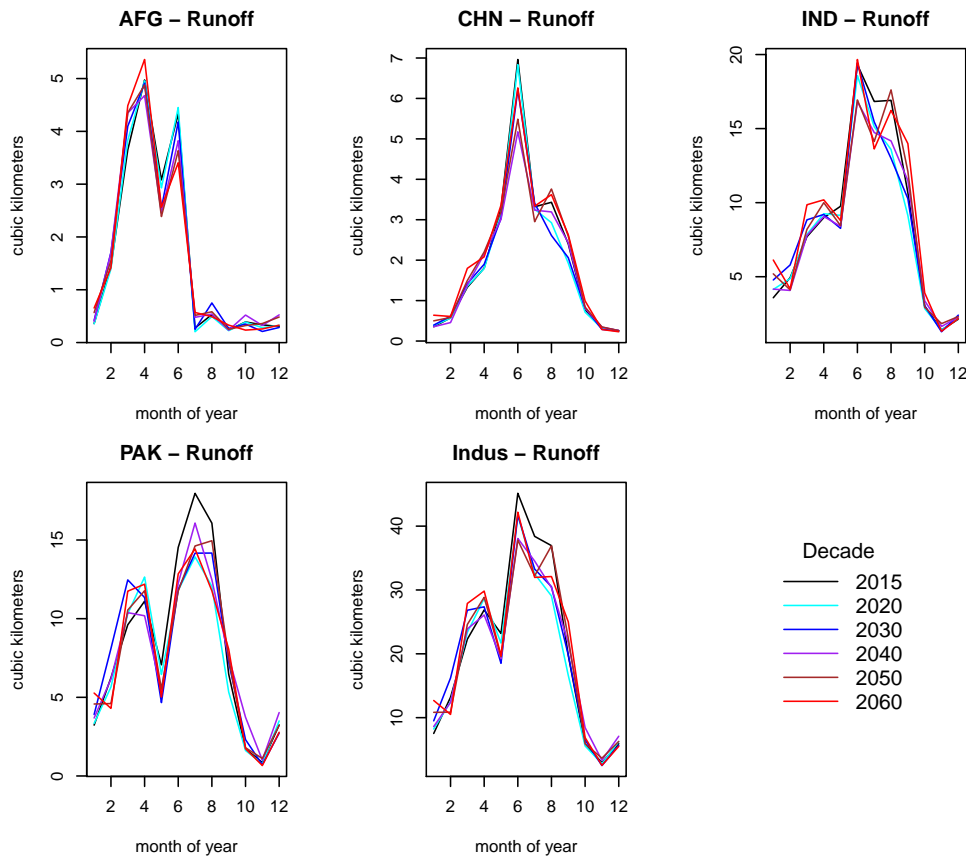 AFG – Runoff
CHN – Runoff
IND – Runoff
cubic kilometers
0 1 2 3 4 5
2 4 6 8 10 12
month of year
cubic kilometers
0 1 2 3 4 5 6 7
2 4 6 8 10 12
month of year
cubic kilometers
5 10 15 20
2 4 6 8 10 12
month of year
PAK – Runoff
Indus – Runoff
cubic kilometers
0 5 10 15
2 4 6 8 10 12
month of year
cubic kilometers
10 20 30 40
2 4 6 8 10 12
month of year
Decade
2015
2020
2030
2040
2050
2060